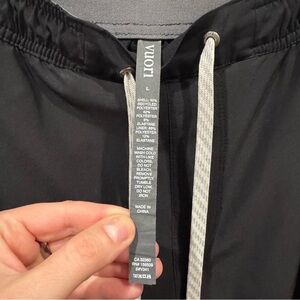 vuori
L
SHELL: 92%
RECYCLED
POLYESTER
8%
ELASTANE
LINER: 88%
POLYESTER
12%
ELASTANE
MACHINE
WASH COLD
WITH LIKE
COLORS.
DO NOT
BLEACH.
REMOVE
PROMPTLY.
TUMBLE
DRY LOW.
DO NOT
IRON
MADE IN
CHINA